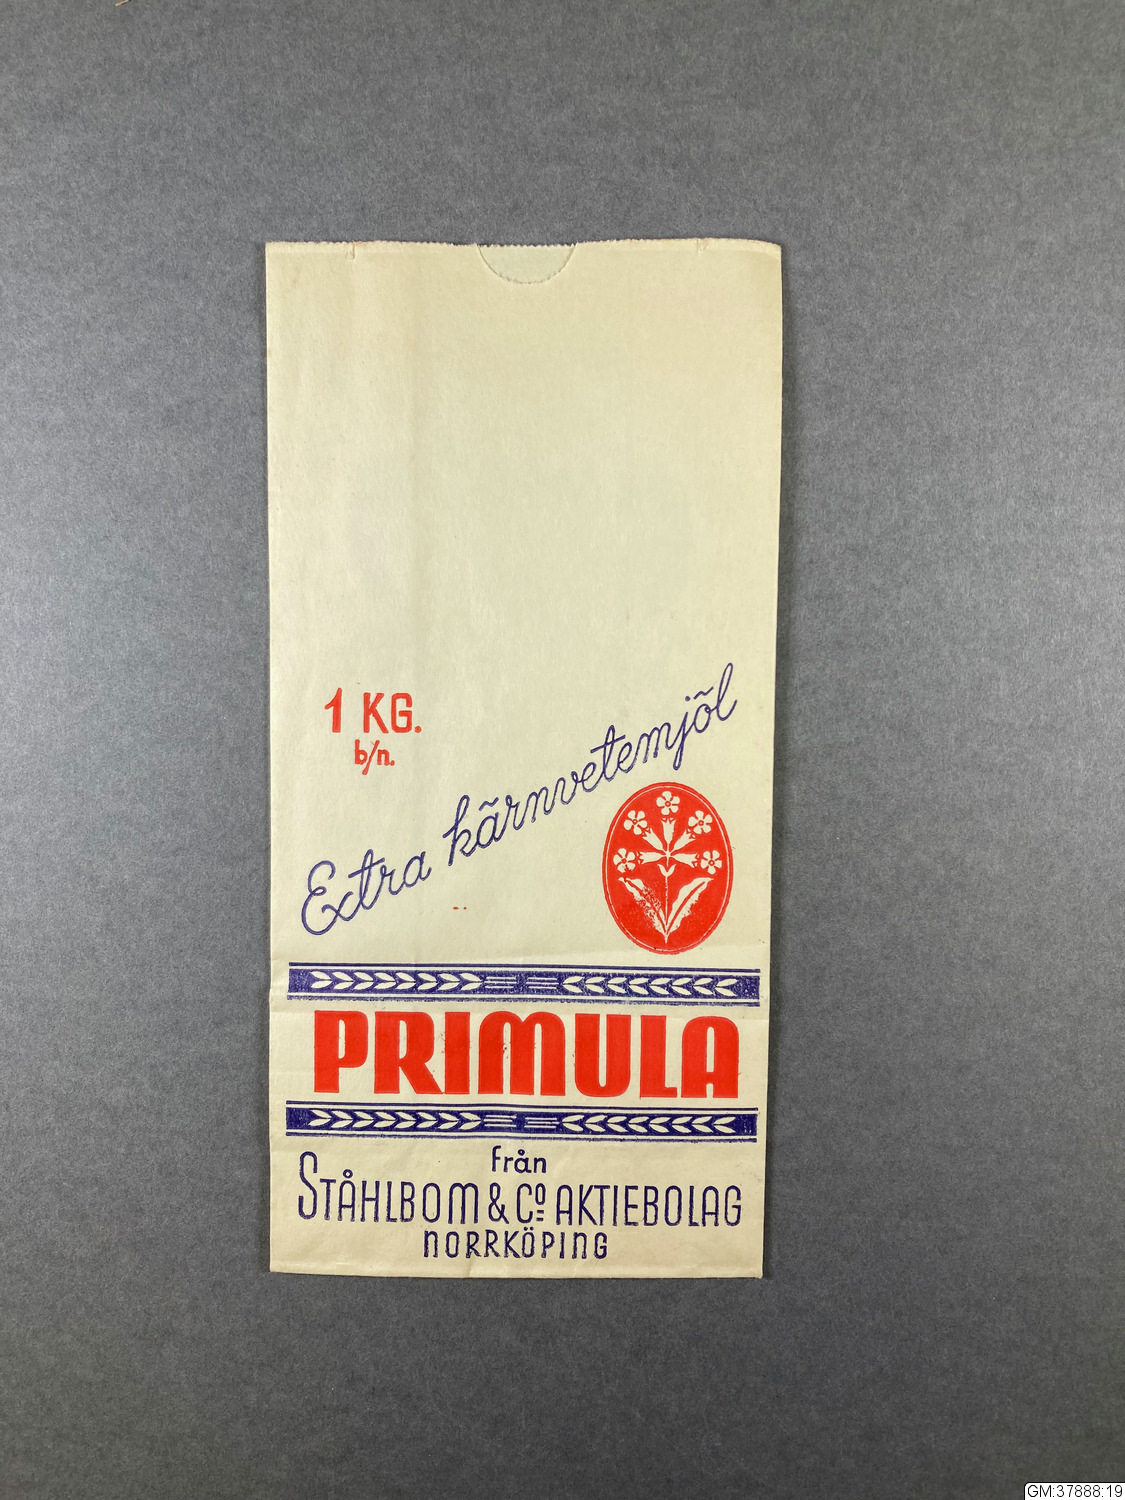 1 KG.
b/n.
Extra kärnvetemjöl
PRIMULA
från
STÅHLBOM & Co AKTIEBOLAG
NORRKÖPING
GM:37888:19